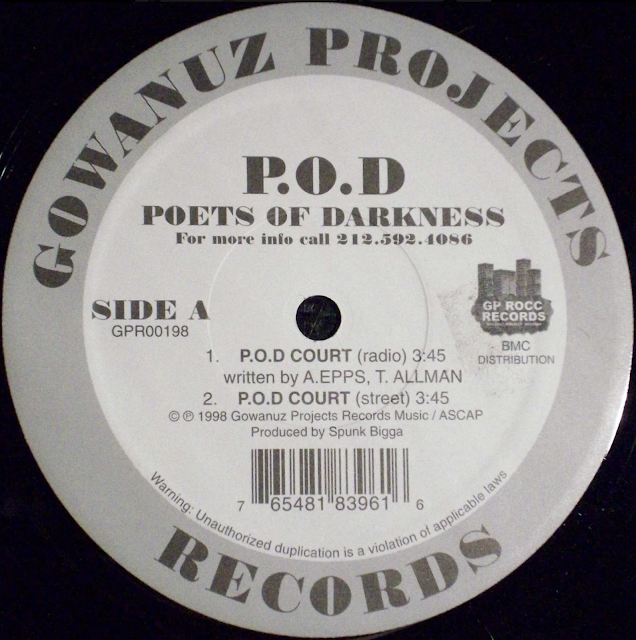 GOWANUZ PROJECTS
P.O.D
POETS OF DARKNESS
For more info call 212.592.4086
SIDE A
GPR00198
GP ROCC
RECORDS
BMC
DISTRIBUTION
1. P.O.D COURT (radio) 3:45
written by A.EPPS, T. ALLMAN
2. P.O.D COURT (street) 3:45
© ℗ 1998 Gowanuz Projects Records Music / ASCAP
Produced by Spunk Bigga
7 65481 83961 6
Warning: Unauthorized duplication is a violation of applicable laws
RECORDS